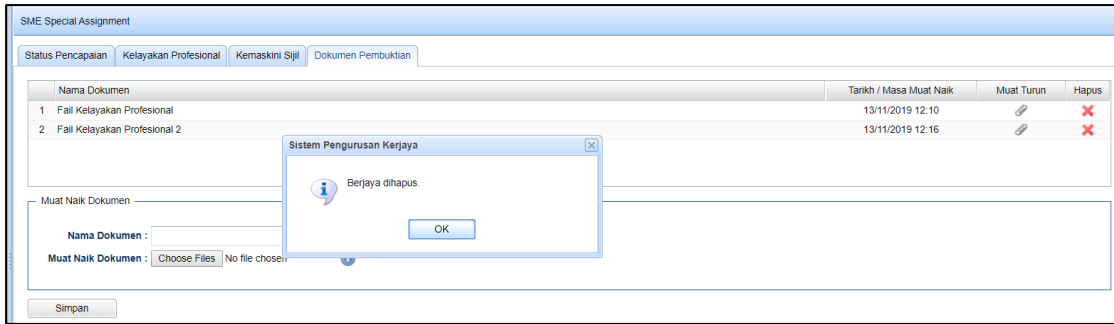 SME Special Assignment
Status Pencapaian Kelayakan Profesional Kemaskini Sijil Dokumen Pembuktian
Nama Dokumen Tarikh / Masa Muat Naik Muat Turun Hapus
1 Fail Kelayakan Profesional 13/11/2019 12:10
2 Fail Kelayakan Profesional 2 13/11/2019 12:16
Sistem Pengurusan Kerjaya
Berjaya dihapus.
OK
Muat Naik Dokumen
Nama Dokumen :
Muat Naik Dokumen : Choose Files No file chosen
Simpan